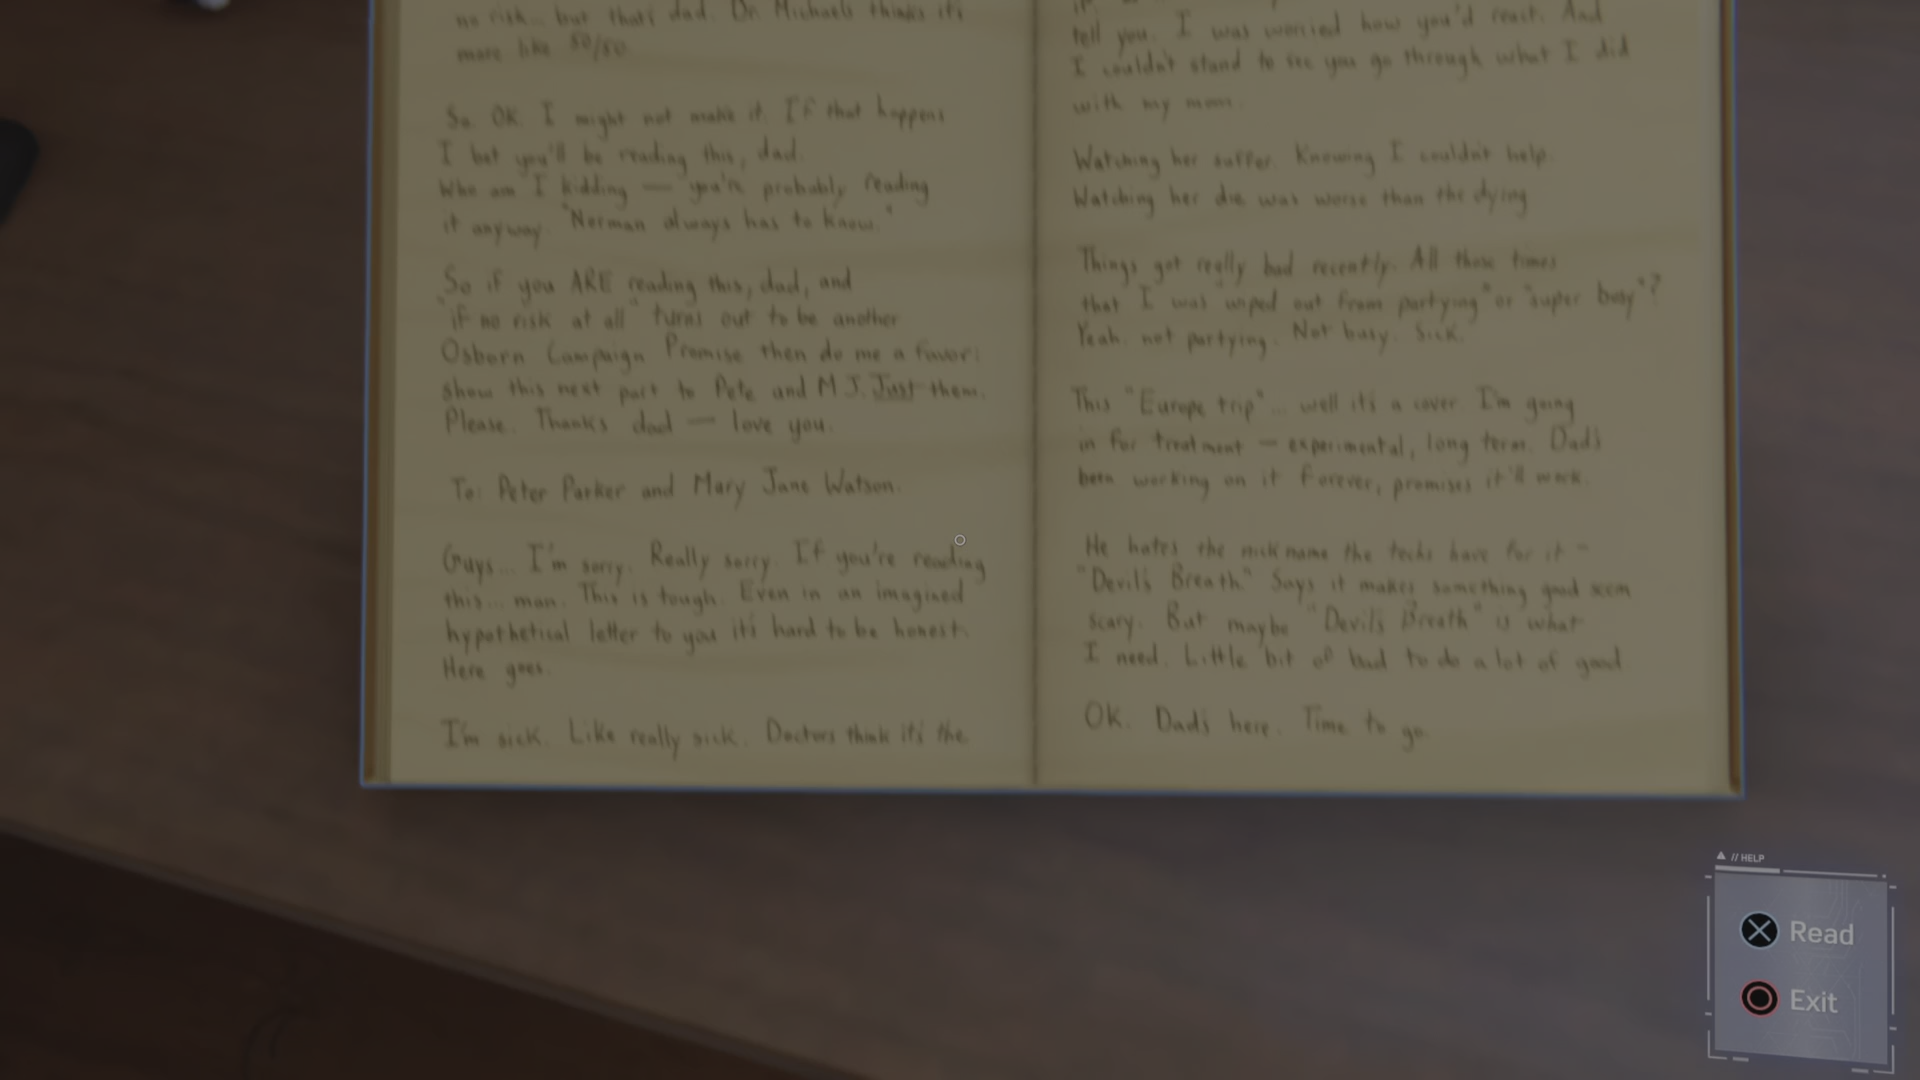 no risk... but that's dad. Dr. Michaels thinks it's
more like 50/50
So. OK. I might not make it. If that happens
I bet you'll be reading this, dad.
Who am I kidding — you're probably reading
it anyway. "Norman always has to know."
So if you ARE reading this, dad, and
"if no risk at all" turns out to be another
Osborn Campaign Promise then do me a favor:
show this next part to Pete and MJ. Just them.
Please. Thanks dad — love you.
To: Peter Parker and Mary Jane Watson.
Guys... I'm sorry. Really sorry. If you're reading
this... man. This is tough. Even in an imagined
hypothetical letter to you it's hard to be honest.
Here goes.
I'm sick. Like really sick. Doctors think it's the
tell you. I was worried how you'd react. And
I couldn't stand to see you go through what I did
with my mom.
Watching her suffer. Knowing I couldn't help.
Watching her die was worse than the dying
Things got really bad recently. All those times
that I was "wiped out from partying" or "super busy"?
Yeah. not partying. Not busy. Sick.
This "Europe trip"... well it's a cover. I'm going
in for treatment — experimental, long term. Dad's
been working on it forever, promises it'll work.
He hates the nickname the techs have for it -
"Devil's Breath" Says it makes something good seem
scary. But maybe "Devil's Breath" is what
I need. Little bit of bad to do a lot of good
OK. Dad's here. Time to go.
// HELP
Read
Exit